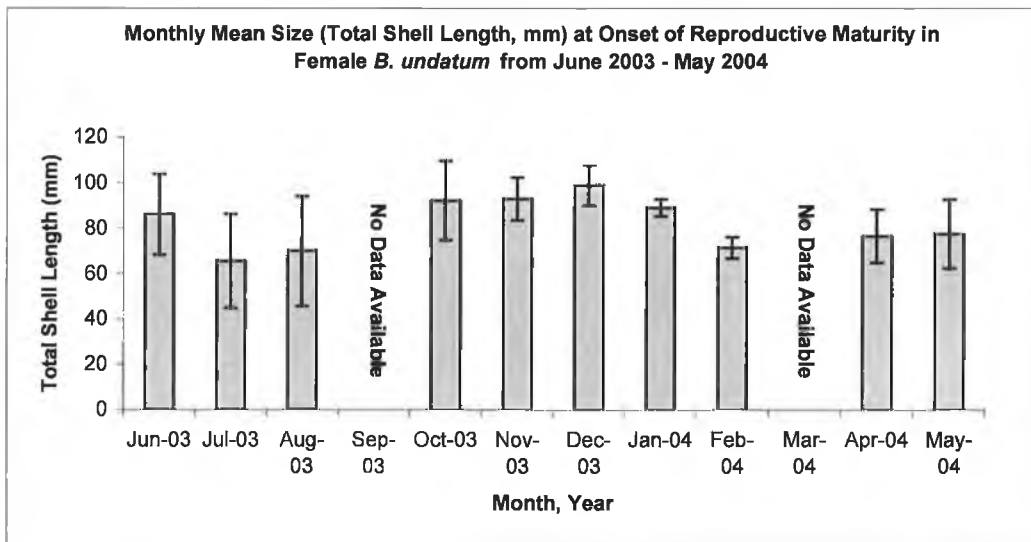 Monthly Mean Size (Total Shell Length, mm) at Onset of Reproductive Maturity in
Female B. undatum from June 2003 - May 2004
Total Shell Length (mm)
120
100
80
60
40
20
0
No Data Available
No Data Available
Jun-03 Jul-03 Aug-03 Sep-03 Oct-03 Nov-03 Dec-03 Jan-04 Feb-04 Mar-04 Apr-04 May-04
Month, Year